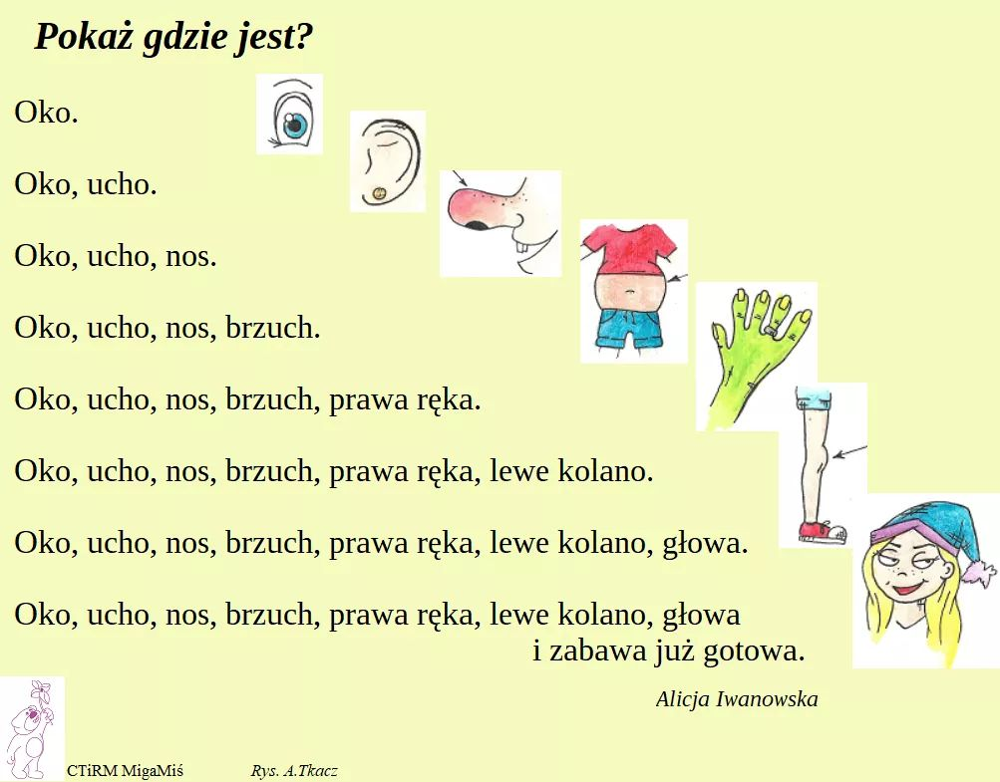 Pokaż gdzie jest?
Oko.
Oko, ucho.
Oko, ucho, nos.
Oko, ucho, nos, brzuch.
Oko, ucho, nos, brzuch, prawa ręka.
Oko, ucho, nos, brzuch, prawa ręka, lewe kolano.
Oko, ucho, nos, brzuch, prawa ręka, lewe kolano, głowa.
Oko, ucho, nos, brzuch, prawa ręka, lewe kolano, głowa
i zabawa już gotowa.
Alicja Iwanowska
CTiRM MigaMiś
Rys. A.Tkacz